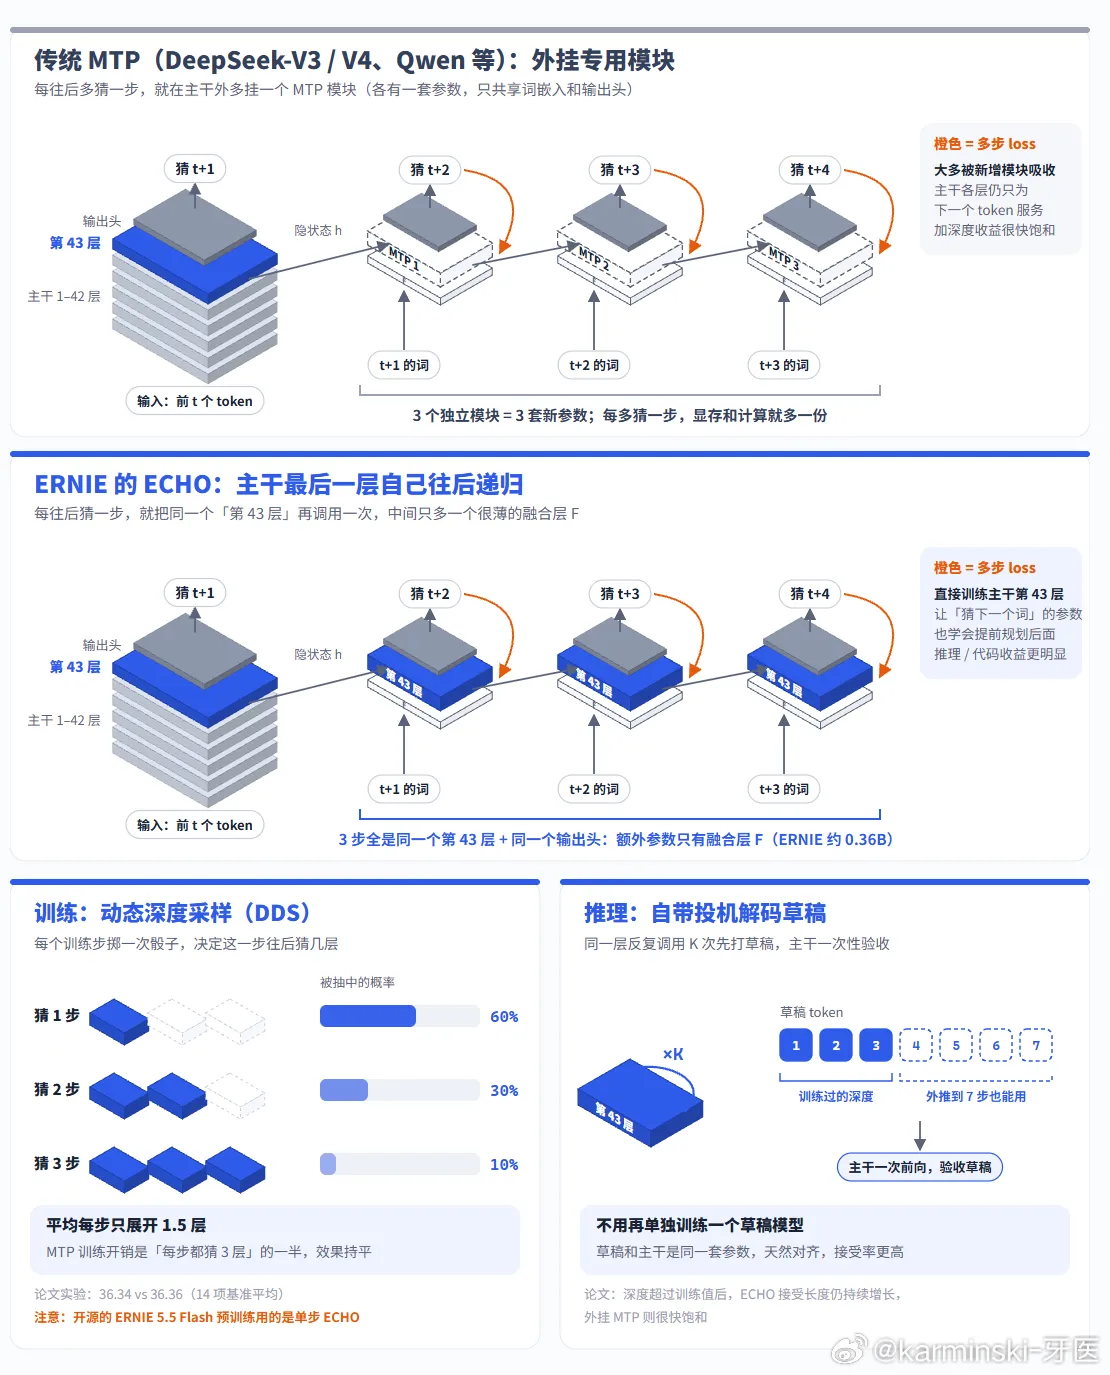 传统 MTP（DeepSeek-V3 / V4、Qwen 等）：外挂专用模块
每往后多猜一步，就在主干外多挂一个 MTP 模块（各有一套参数，只共享词嵌入和输出头）
猜 t+1
猜 t+2
猜 t+3
猜 t+4
输出头
第 43 层
主干 1–42 层
隐状态 h
MTP 1
MTP 2
MTP 3
t+1 的词
t+2 的词
t+3 的词
输入：前 t 个 token
3 个独立模块 = 3 套新参数；每多猜一步，显存和计算就多一份
橙色 = 多步 loss
大多被新增模块吸收
主干各层仍只为
下一个 token 服务
加深度收益很快饱和
ERNIE 的 ECHO：主干最后一层自己往后递归
每往后猜一步，就把同一个「第 43 层」再调用一次，中间只多一个很薄的融合层 F
猜 t+1
猜 t+2
猜 t+3
猜 t+4
输出头
第 43 层
主干 1–42 层
隐状态 h
第 43 层
第 43 层
第 43 层
t+1 的词
t+2 的词
t+3 的词
输入：前 t 个 token
3 步全是同一个第 43 层 + 同一个输出头：额外参数只有融合层 F（ERNIE 约 0.36B）
橙色 = 多步 loss
直接训练主干第 43 层
让「猜下一个词」的参数
也学会提前规划后面
推理 / 代码收益更明显
训练：动态深度采样（DDS）
每个训练步掷一次骰子，决定这一步往后猜几层
被抽中的概率
猜 1 步
60%
猜 2 步
30%
猜 3 步
10%
平均每步只展开 1.5 层
MTP 训练开销是「每步都猜 3 层」的一半，效果持平
论文实验：36.34 vs 36.36（14 项基准平均）
注意：开源的 ERNIE 5.5 Flash 预训练用的是单步 ECHO
推理：自带投机解码草稿
同一层反复调用 K 次先打草稿，主干一次性验收
草稿 token
1 2 3 4 5 6 7
×K
第 43 层
训练过的深度
外推到 7 步也能用
主干一次前向，验收草稿
不用再单独训练一个草稿模型
草稿和主干是同一套参数，天然对齐，接受率更高
论文：深度超过训练值后，ECHO 接受长度仍持续增长，
外挂 MTP 则很快饱和
@karminski-牙医